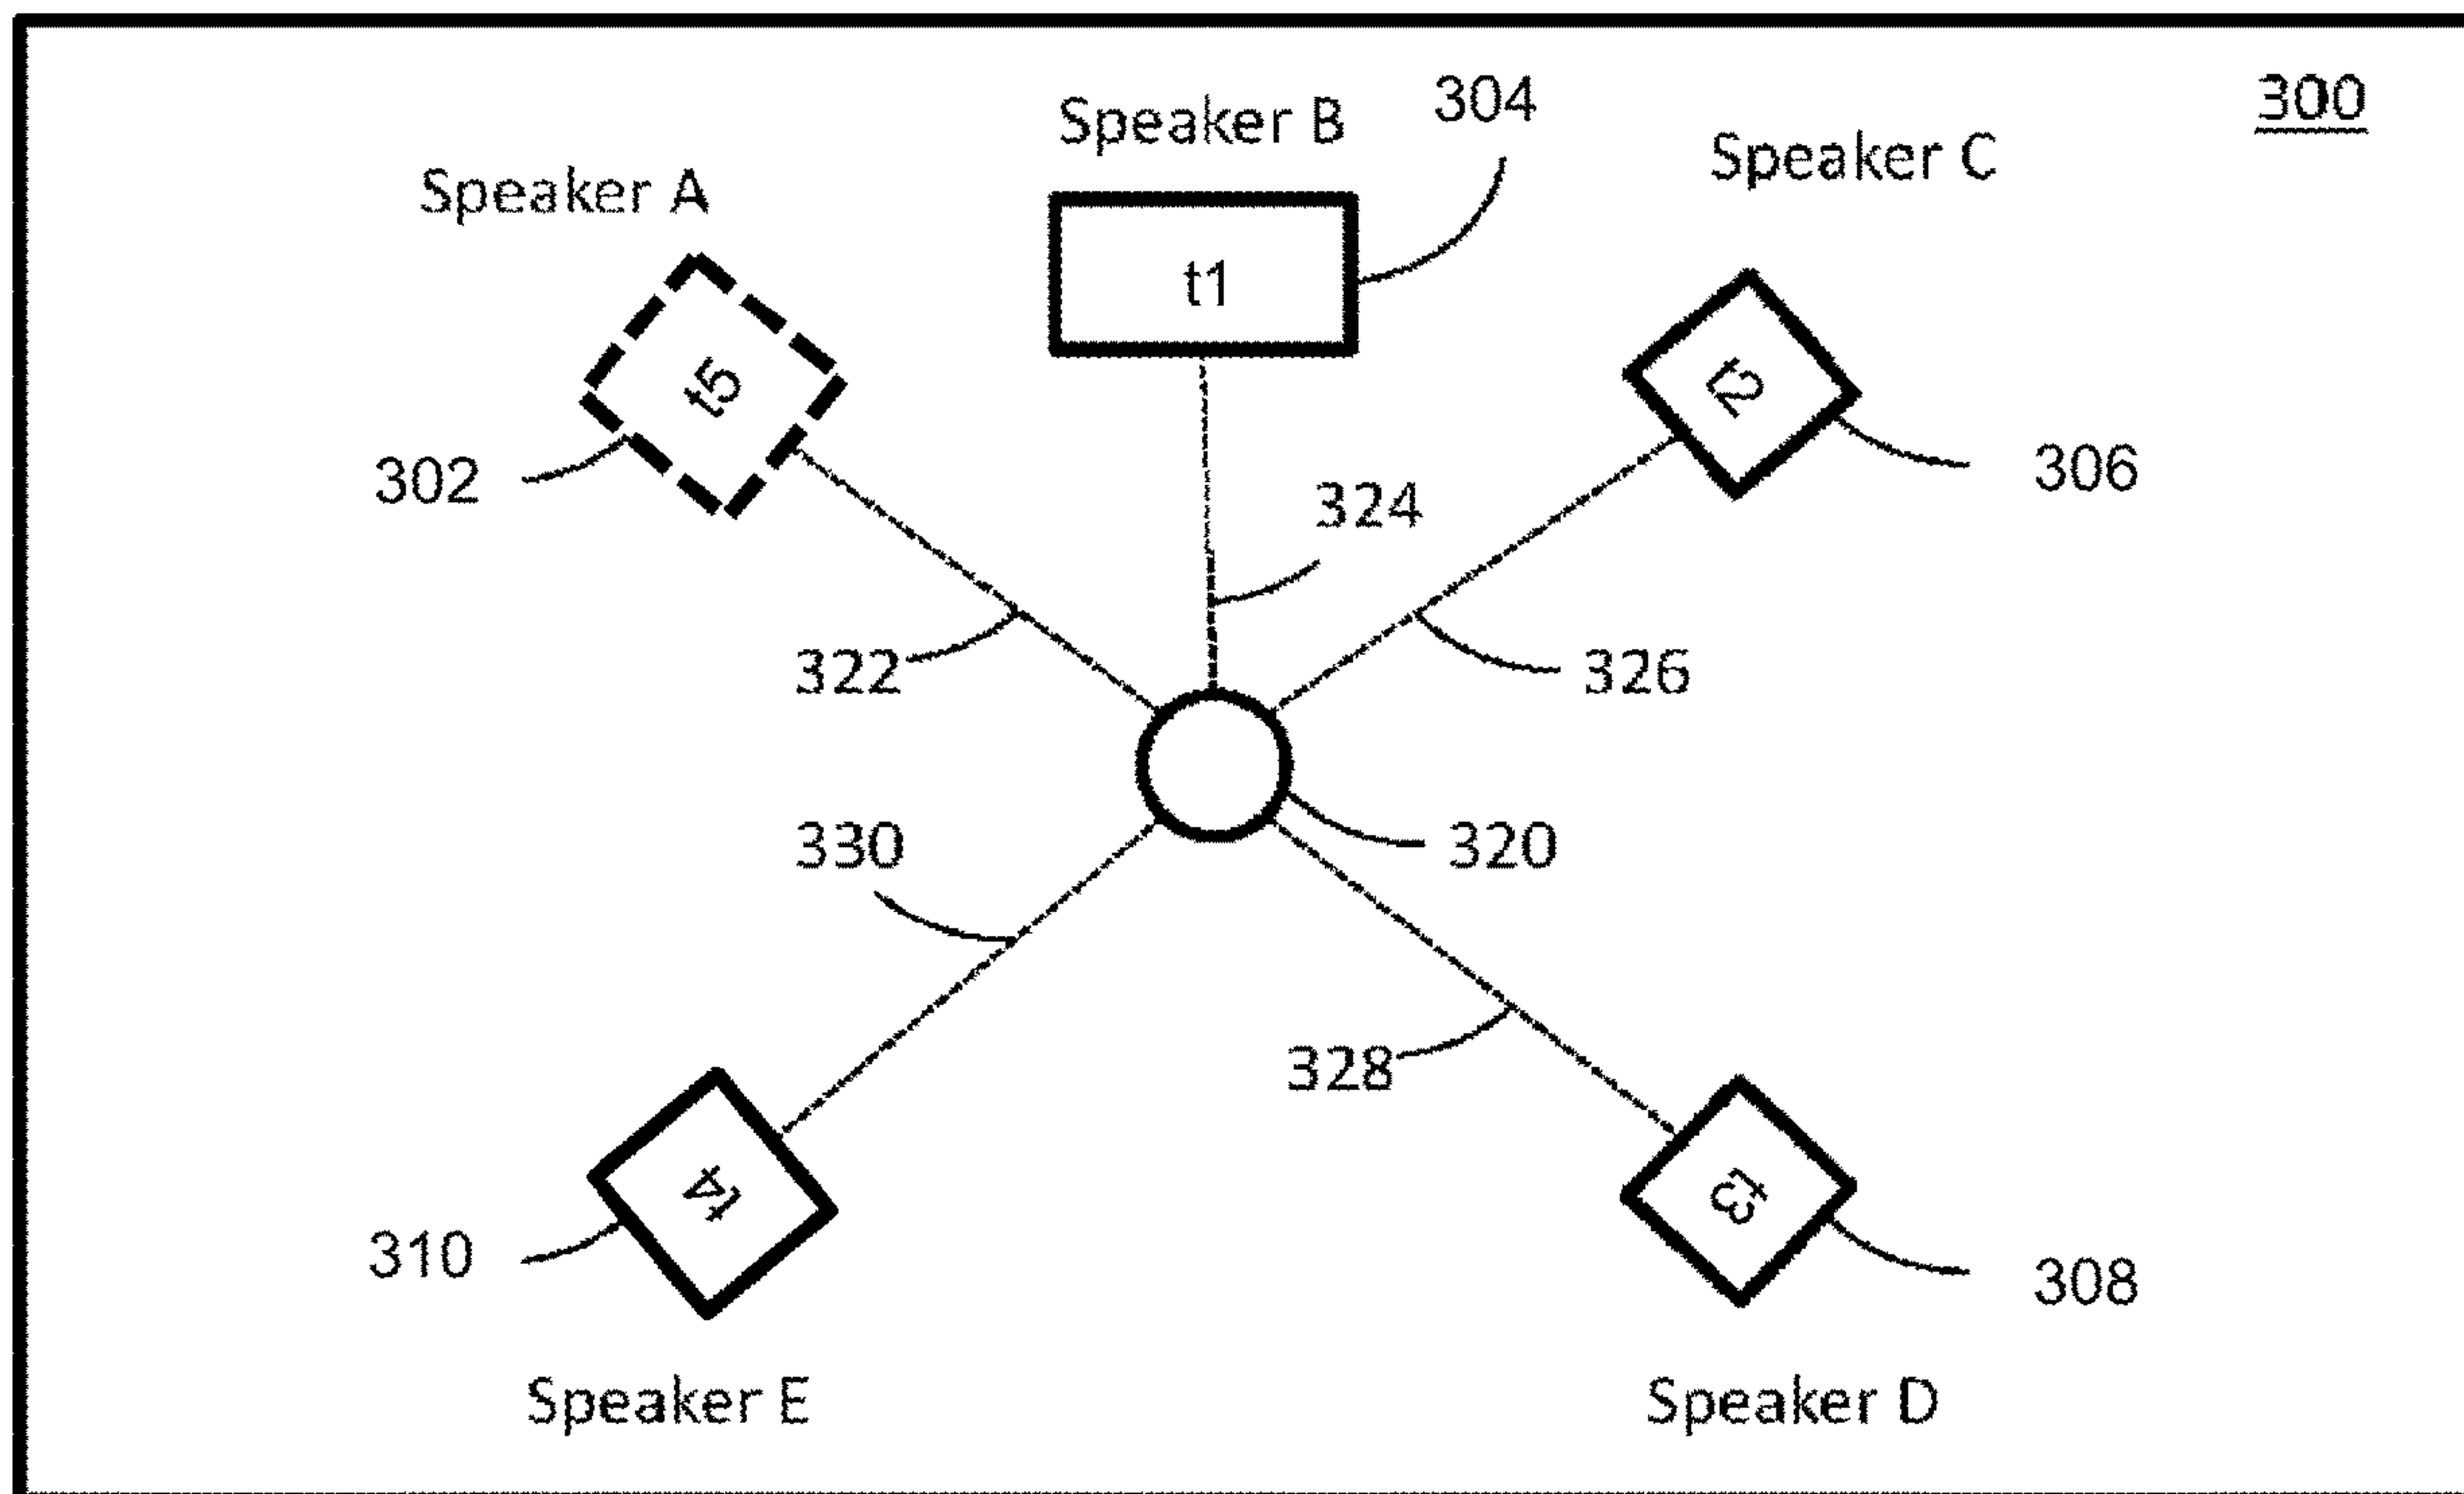 300
304
Speaker B
Speaker C
Speaker A
t1
t5
t2
302
306
324
322
326
330
320
328
t4
t3
310
308
Speaker E
Speaker D